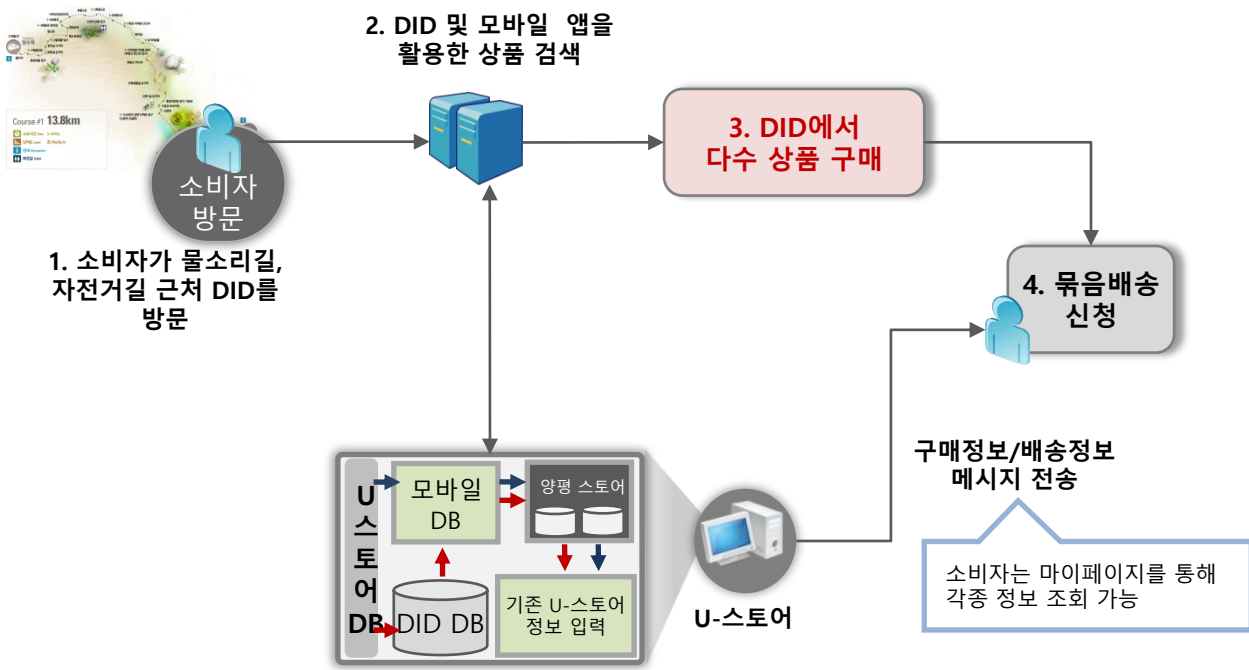 Course #1 13.8km
소비자
방문
1. 소비자가 물소리길,
자전거길 근처 DID를
방문
2. DID 및 모바일 앱을
활용한 상품 검색
3. DID에서
다수 상품 구매
4. 묶음배송
신청
U
스
토
어
DB
모바일
DB
양평 스토어
DID DB
기존 U-스토어
정보 입력
U-스토어
구매정보/배송정보
메시지 전송
소비자는 마이페이지를 통해
각종 정보 조회 가능